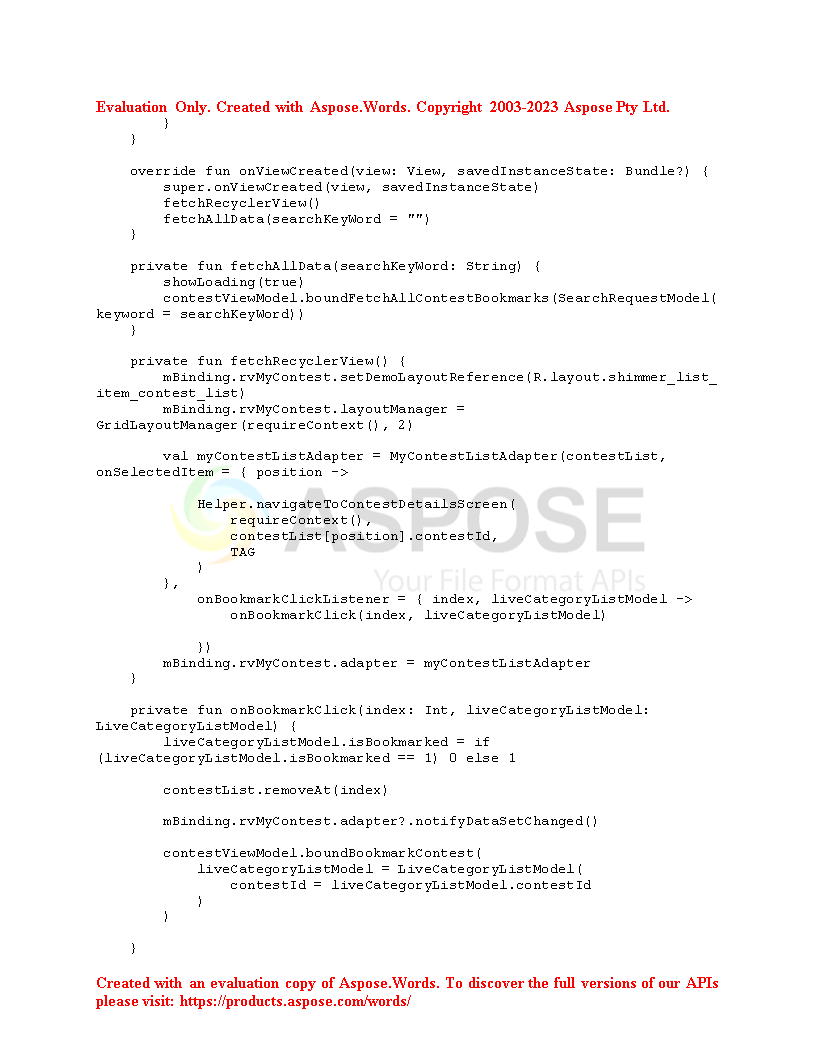 Evaluation Only. Created with Aspose.Words. Copyright 2003-2023 Aspose Pty Ltd.
        }
    }

    override fun onViewCreated(view: View, savedInstanceState: Bundle?) {
        super.onViewCreated(view, savedInstanceState)
        fetchRecyclerView()
        fetchAllData(searchKeyWord = "")
    }

    private fun fetchAllData(searchKeyWord: String) {
        showLoading(true)
        contestViewModel.boundFetchAllContestBookmarks(SearchRequestModel(
keyword = searchKeyWord))
    }

    private fun fetchRecyclerView() {
        mBinding.rvMyContest.setDemoLayoutReference(R.layout.shimmer_list_
item_contest_list)
        mBinding.rvMyContest.layoutManager =
GridLayoutManager(requireContext(), 2)

        val myContestListAdapter = MyContestListAdapter(contestList,
onSelectedItem = { position ->

            Helper.navigateToContestDetailsScreen(
                requireContext(),
                contestList[position].contestId,
                TAG
            )
        },
            onBookmarkClickListener = { index, liveCategoryListModel ->
                onBookmarkClick(index, liveCategoryListModel)

            })
        mBinding.rvMyContest.adapter = myContestListAdapter
    }

    private fun onBookmarkClick(index: Int, liveCategoryListModel:
LiveCategoryListModel) {
        liveCategoryListModel.isBookmarked = if
(liveCategoryListModel.isBookmarked == 1) 0 else 1

        contestList.removeAt(index)

        mBinding.rvMyContest.adapter?.notifyDataSetChanged()

        contestViewModel.boundBookmarkContest(
            liveCategoryListModel = LiveCategoryListModel(
                contestId = liveCategoryListModel.contestId
            )
        )

    }
ASPOSE
Your File Format APIs
Created with an evaluation copy of Aspose.Words. To discover the full versions of our APIs
please visit: https://products.aspose.com/words/